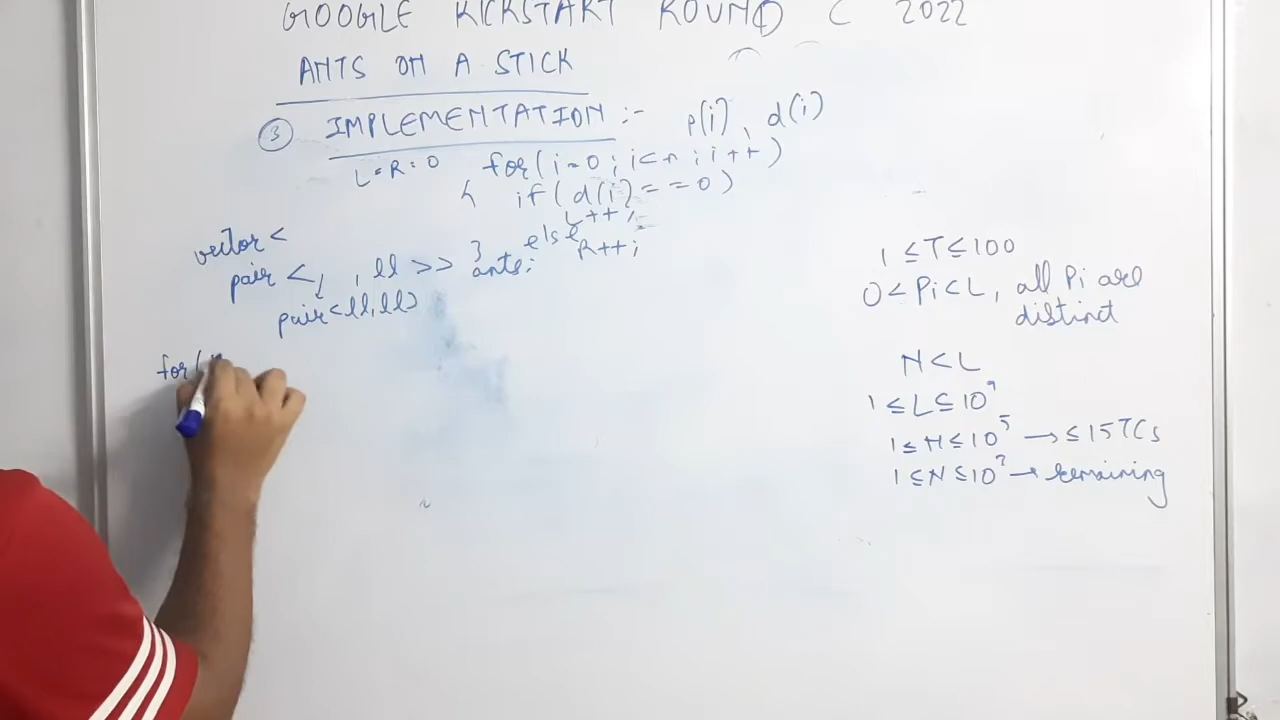 GOOGLE KICKSTART ROUND C 2022
ANTS ON A STICK
3 IMPLEMENTATION :- p[i], d[i]
L = R = 0 for(i=0; i<n; i++)
{ if(d[i]==0)
L++;
else
R++;
}
vector <
pair < , ll >> ants;
pair<ll,ll>
for(
1 ≤ T ≤ 100
0 < Pi < L, all Pi are
distinct
N < L
1 ≤ L ≤ 10^9
1 ≤ N ≤ 10^5 → ≤ 15 TCs
1 ≤ N ≤ 10^2 → remaining